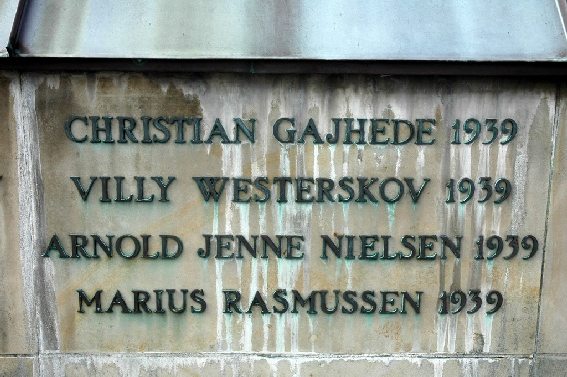 CHRISTIAN GAJHEDE 1939
VILLY WESTERSKOV 1939
ARNOLD JENNE NIELSEN 1939
MARIUS RASMUSSEN 1939